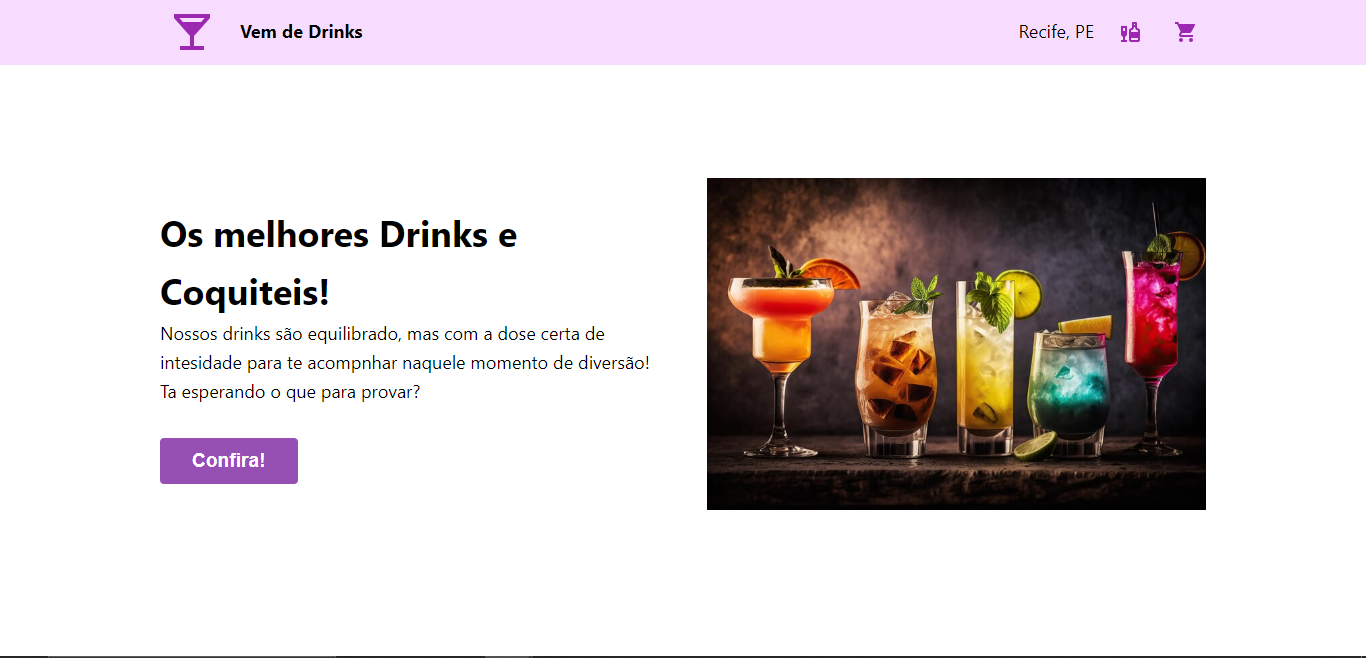 Vem de Drinks
Recife, PE
Os melhores Drinks e
Coquiteis!
Nossos drinks são equilibrado, mas com a dose certa de
intesidade para te acompnhar naquele momento de diversão!
Ta esperando o que para provar?
Confira!